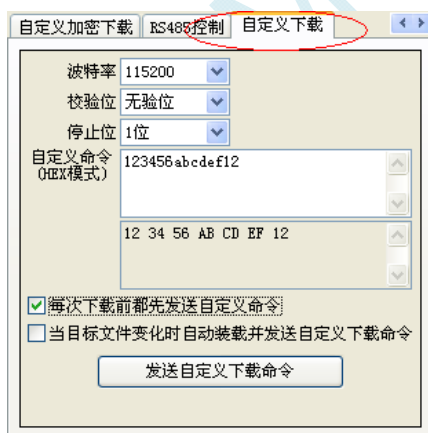 自定义加密下载 RS485控制 自定义下载
波特率 115200
校验位 无验位
停止位 1位
自定义命令 123456abcdef12
(HEX模式)
12 34 56 AB CD EF 12
每次下载前都先发送自定义命令
当目标文件变化时自动装载并发送自定义下载命令
发送自定义下载命令